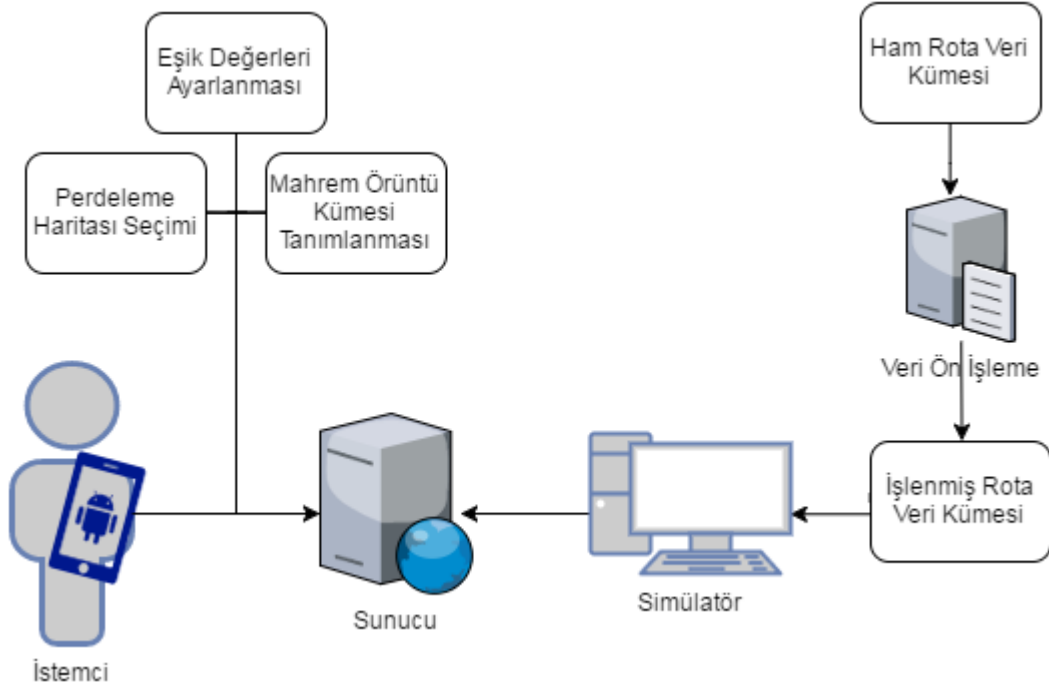 Eşik Değerleri
Ayarlanması
Perdeleme
Haritası Seçimi
Mahrem Örüntü
Kümesi
Tanımlanması
Ham Rota Veri
Kümesi
Veri Ön İşleme
İşlenmiş Rota
Veri Kümesi
Simülatör
Sunucu
İstemci